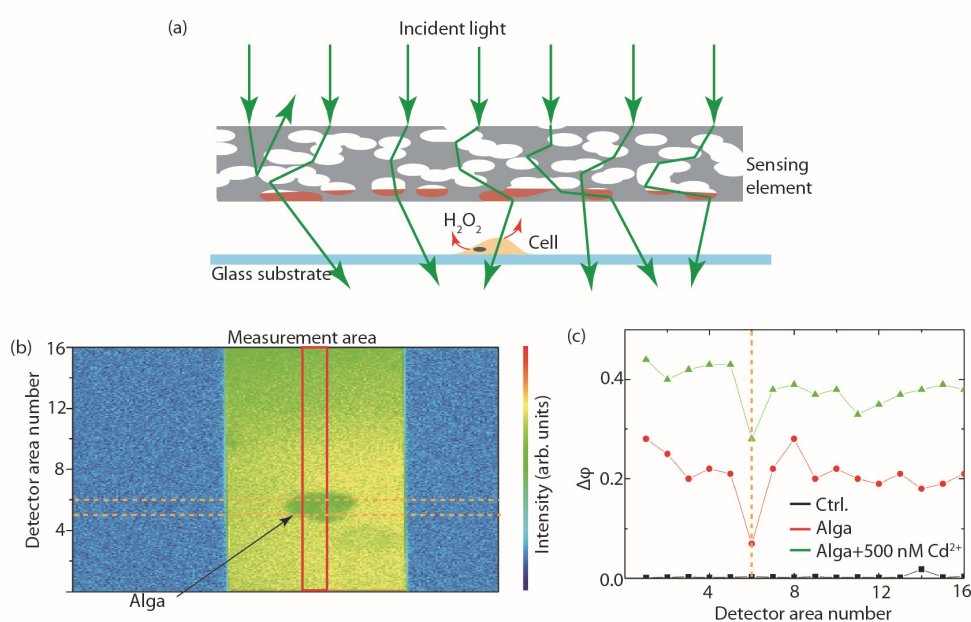 (a)
Incident light
Sensing
element
H₂O₂
Cell
Glass substrate
(b)
Measurement area
16
12
8
4
Detector area number
Alga
Intensity (arb. units)
(c)
0.4
0.2
0.0
Δφ
Ctrl.
Alga
Alga+500 nM Cd²⁺
4
8
12
16
Detector area number